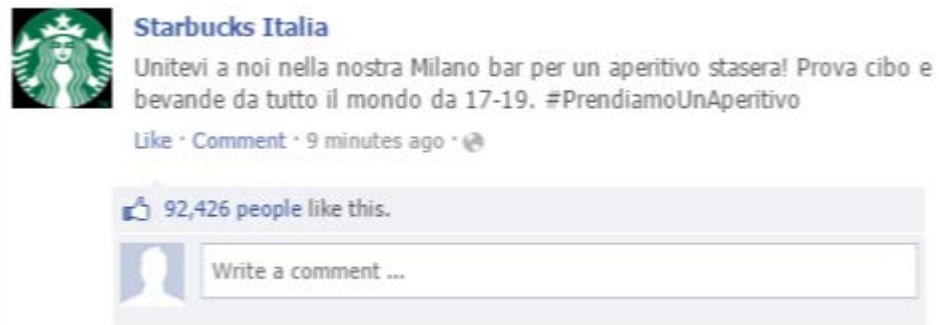 Starbucks Italia
Unitevi a noi nella nostra Milano bar per un aperitivo stasera! Prova cibo e
bevande da tutto il mondo da 17-19. #PrendiamoUnAperitivo
Like · Comment · 9 minutes ago ·
92,426 people like this.
Write a comment ...